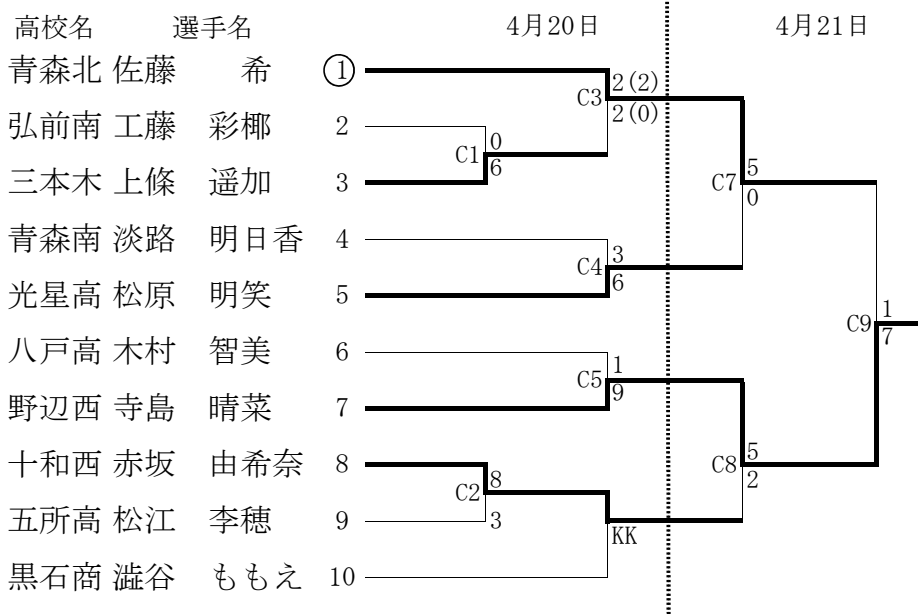 高校名 選手名 4月20日 4月21日
青森北 佐藤 希 ①
2(2)
C3
2(0)
弘前南 工藤 彩椰 2
0
C1
6
三本木 上條 遥加 3
5
C7
0
青森南 淡路 明日香 4
3
C4
6
光星高 松原 明笑 5
1
C9
7
八戸高 木村 智美 6
1
C5
9
野辺西 寺島 晴菜 7
十和西 赤坂 由希奈 8
5
C8
2
8
C2
3
五所高 松江 李穂 9
KK
黒石商 澁谷 ももえ 10